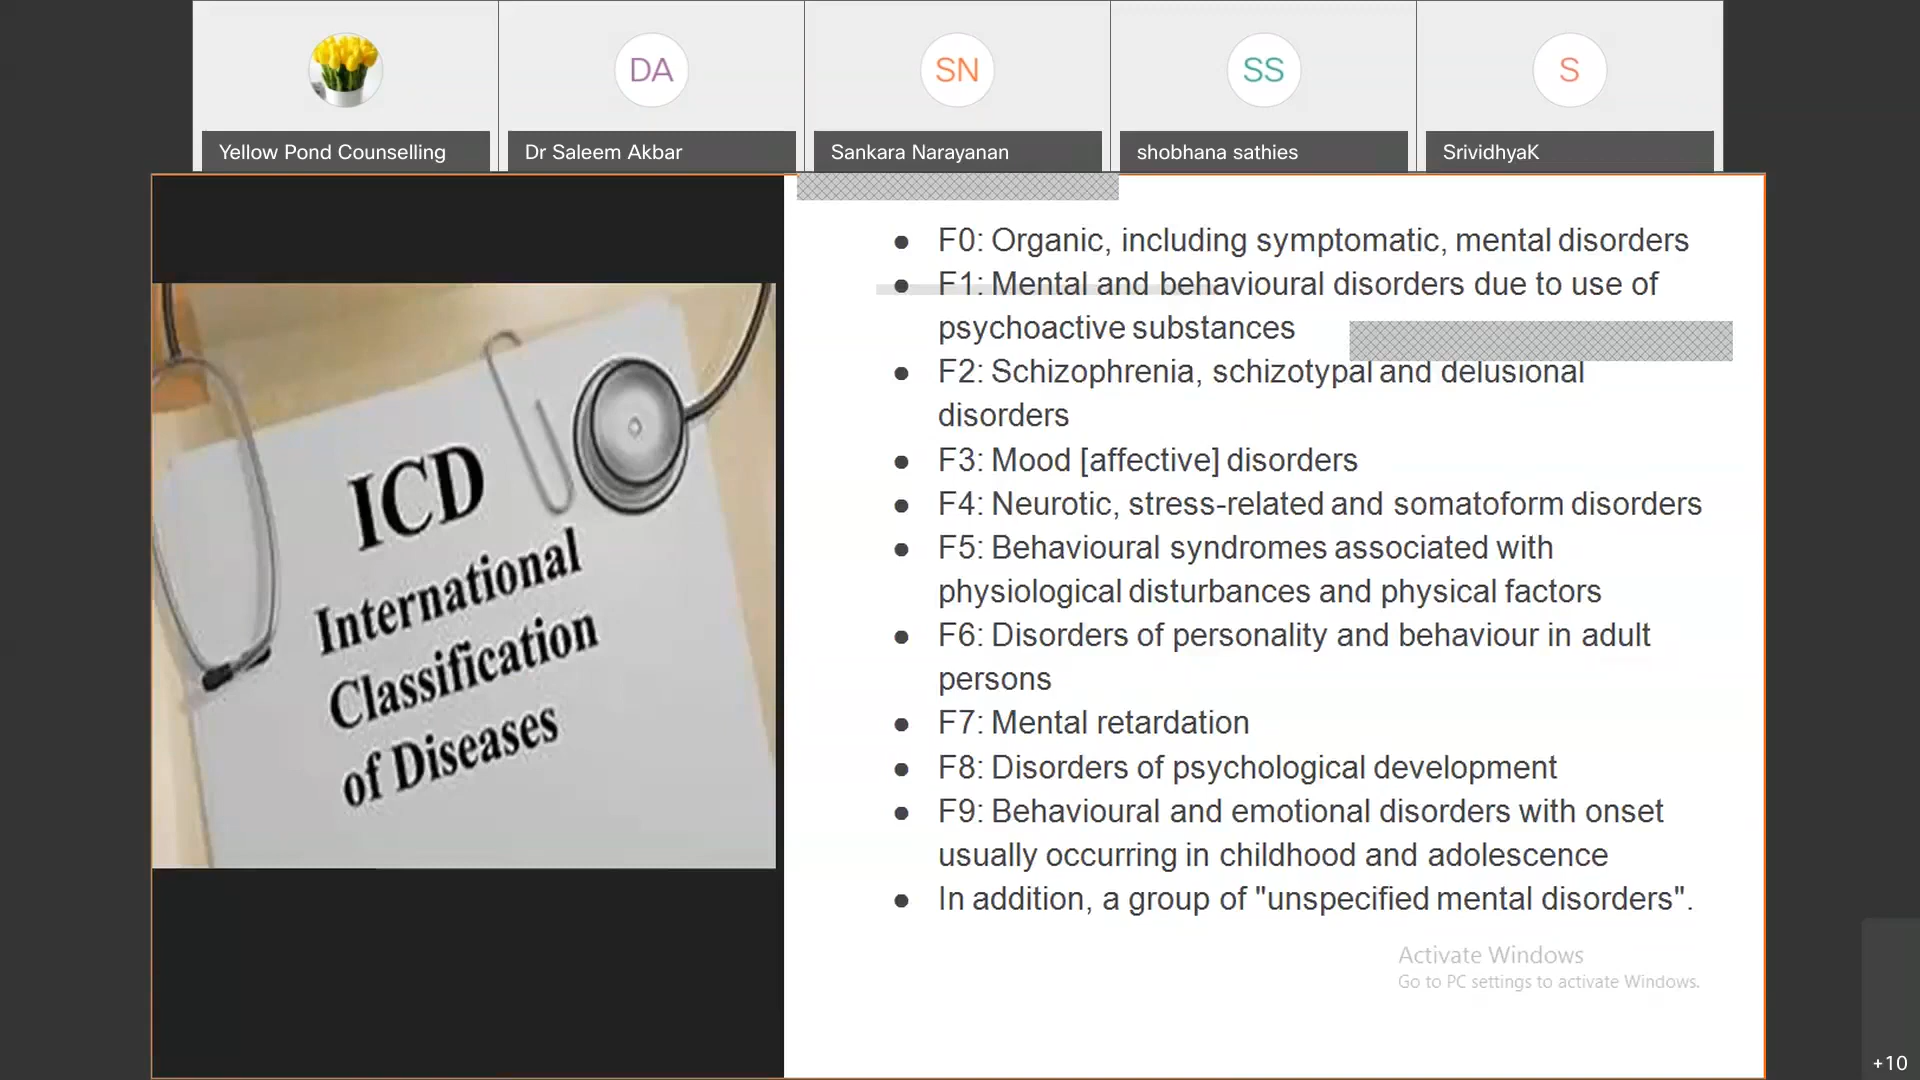 DA
SN
SS
S
Yellow Pond Counselling
Dr Saleem Akbar
Sankara Narayanan
shobhana sathies
SrividhyaK
ICD
International
Classification
of Diseases
● F0: Organic, including symptomatic, mental disorders
● F1: Mental and behavioural disorders due to use of
psychoactive substances
● F2: Schizophrenia, schizotypal and delusional
disorders
● F3: Mood [affective] disorders
● F4: Neurotic, stress-related and somatoform disorders
● F5: Behavioural syndromes associated with
physiological disturbances and physical factors
● F6: Disorders of personality and behaviour in adult
persons
● F7: Mental retardation
● F8: Disorders of psychological development
● F9: Behavioural and emotional disorders with onset
usually occurring in childhood and adolescence
● In addition, a group of "unspecified mental disorders".
Activate Windows
Go to PC settings to activate Windows.
+10